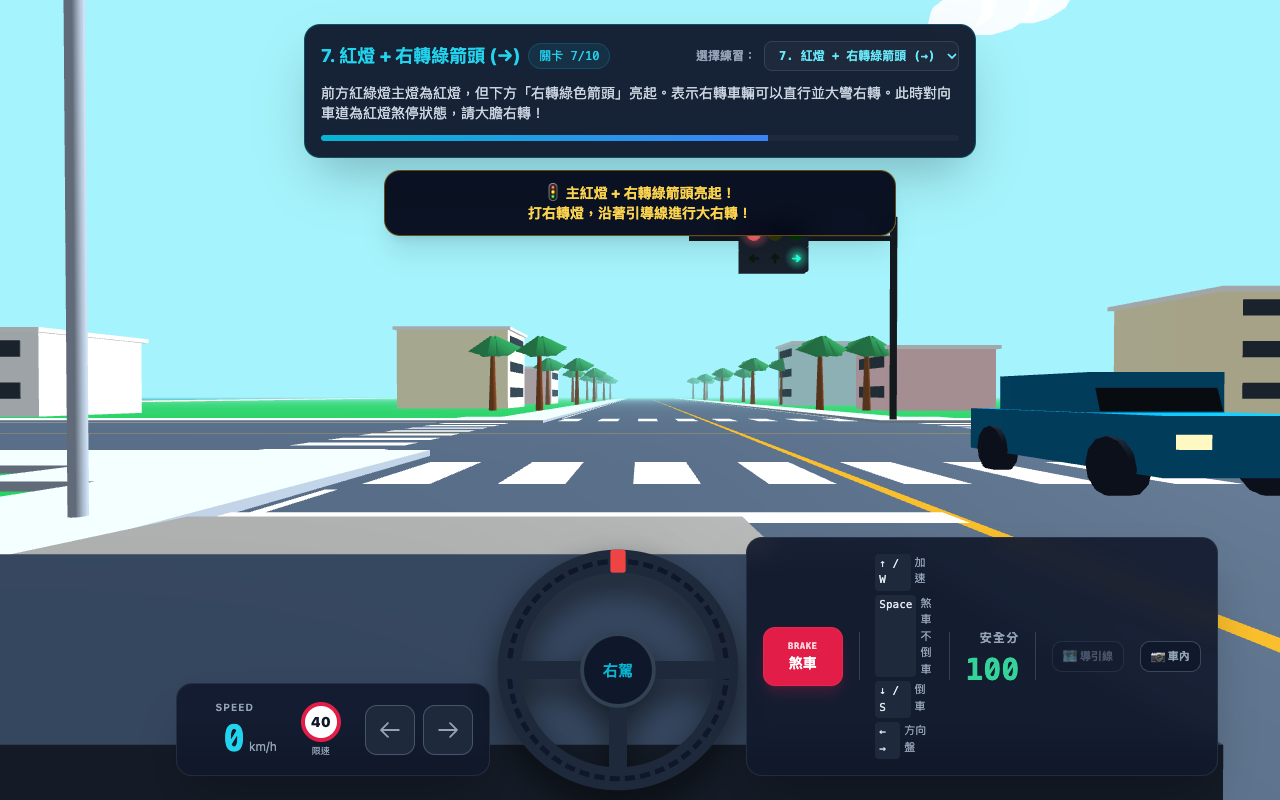 7. 紅燈 + 右轉綠箭頭 (→)
關卡 7/10
選擇練習：
7. 紅燈 + 右轉綠箭頭 (→)
前方紅綠燈主燈為紅燈，但下方「右轉綠色箭頭」亮起。表示右轉車輛可以直行並大彎右轉。此時對向
車道為紅燈煞停狀態，請大膽右轉！
🚦 主紅燈 + 右轉綠箭頭亮起！
打右轉燈，沿著引導線進行大右轉！
SPEED
0 km/h
40
限速
← →
右駕
BRAKE
煞車
↑ / W 加速
Space 煞車不倒車
↓ / S 倒車
← → 方向盤
安全分
100
🗺️ 導引線
📷 車內